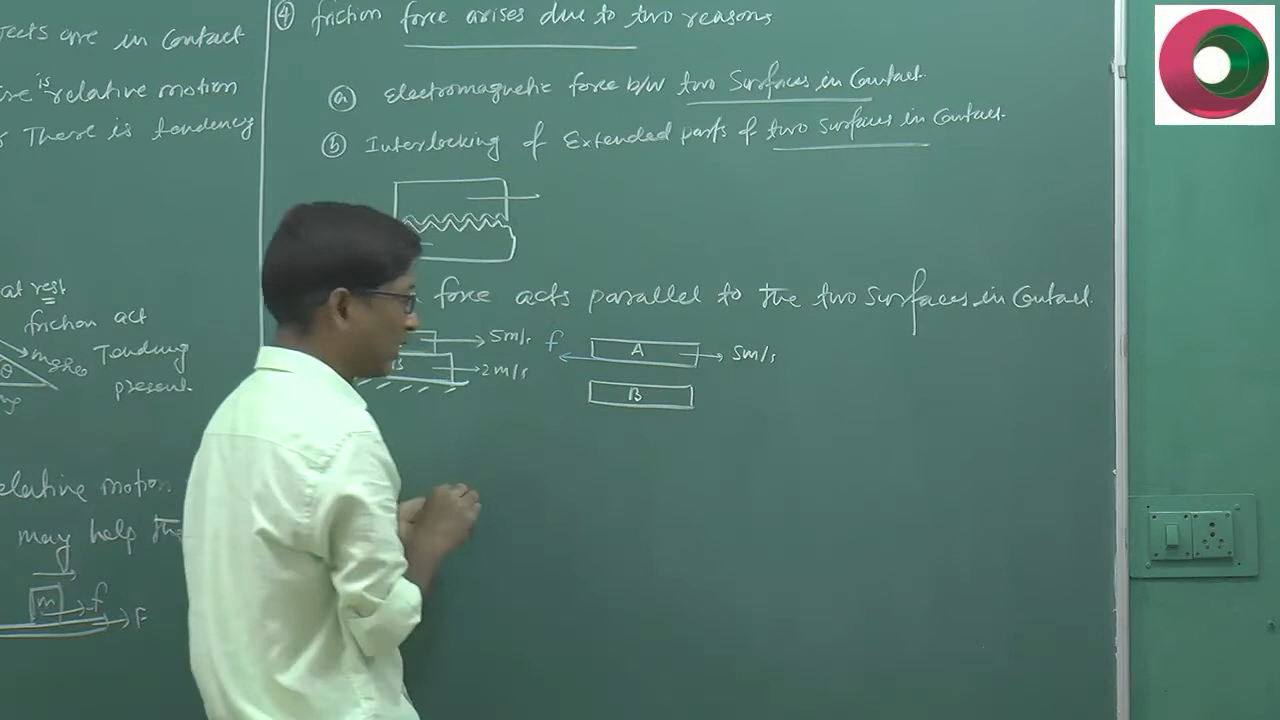 jects are in Contact
is
relative motion
There is tendency
at rest
friction act
Tendency
θ
present
relative motion
may help the
m
f
F
④ friction force arises due to two reasons
ⓐ Electromagnetic force b/w two Surfaces in Contact.
ⓑ Interlocking of Extended parts of two Surfaces in Contact.
force acts parallel to the two Surfaces in Contact.
5m/s
B
2m/s
f
A
5m/s
B